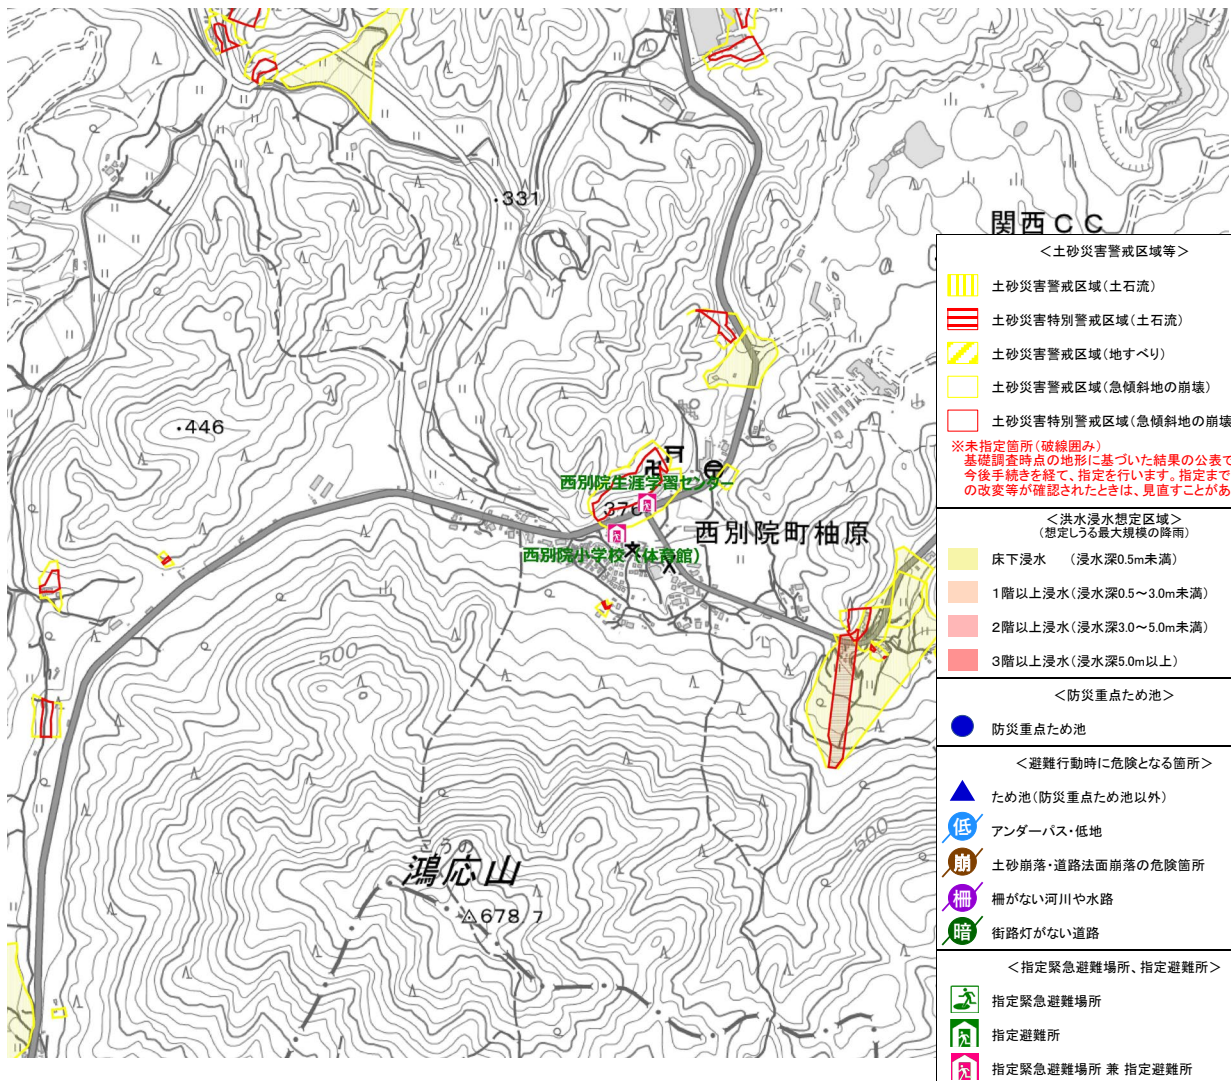 ・331
関西ＣＣ
・446
西別院生涯学習センター
西別院町柚原
西別院小学校（体育館）
500
500
こうの
鴻応山
678.7
＜土砂災害警戒区域等＞
土砂災害警戒区域（土石流）
土砂災害特別警戒区域（土石流）
土砂災害警戒区域（地すべり）
土砂災害警戒区域（急傾斜地の崩壊）
土砂災害特別警戒区域（急傾斜地の崩壊
※未指定箇所（破線囲み）
基礎調査時点の地形に基づいた結果の公表で
今後手続きを経て、指定を行います。指定まで
の改変等が確認されたときは、見直すことがあ
＜洪水浸水想定区域＞
（想定しうる最大規模の降雨）
床下浸水　（浸水深0.5m未満）
1階以上浸水（浸水深0.5～3.0m未満）
2階以上浸水（浸水深3.0～5.0m未満）
3階以上浸水（浸水深5.0m以上）
＜防災重点ため池＞
防災重点ため池
＜避難行動時に危険となる箇所＞
ため池（防災重点ため池以外）
低 アンダーパス・低地
崩 土砂崩落・道路法面崩落の危険箇所
柵 柵がない河川や水路
暗 街路灯がない道路
＜指定緊急避難場所、指定避難所＞
指定緊急避難場所
指定避難所
指定緊急避難場所 兼 指定避難所